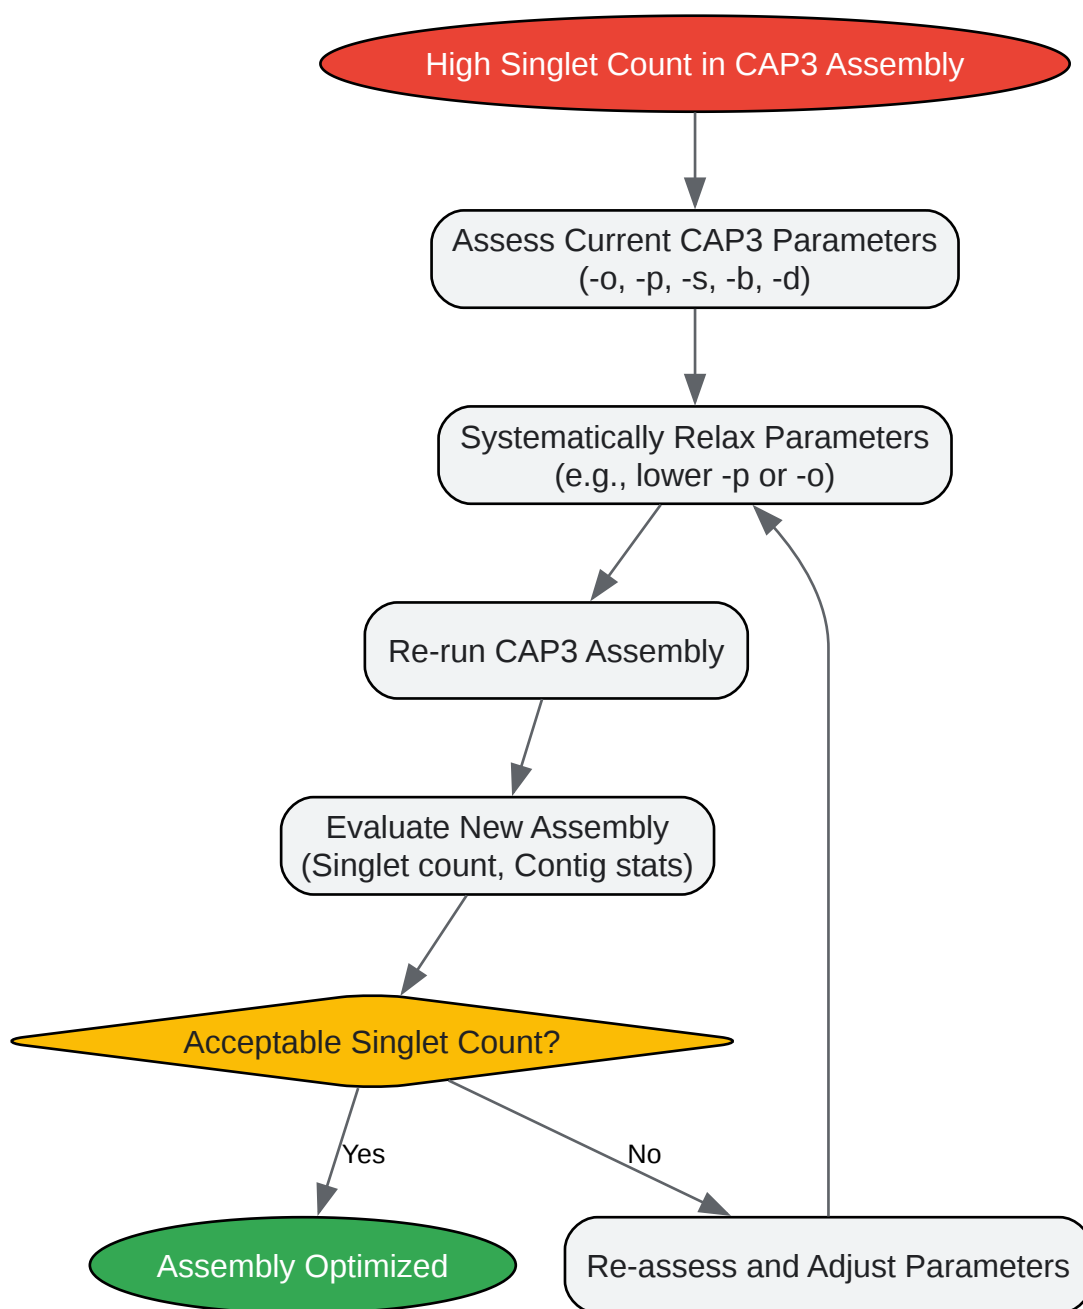 High Singlet Count in CAP3 Assembly
Assess Current CAP3 Parameters
(-o, -p, -s, -b, -d)
Systematically Relax Parameters
(e.g., lower -p or -o)
Re-run CAP3 Assembly
Evaluate New Assembly
(Singlet count, Contig stats)
Acceptable Singlet Count?
Yes
No
Assembly Optimized
Re-assess and Adjust Parameters